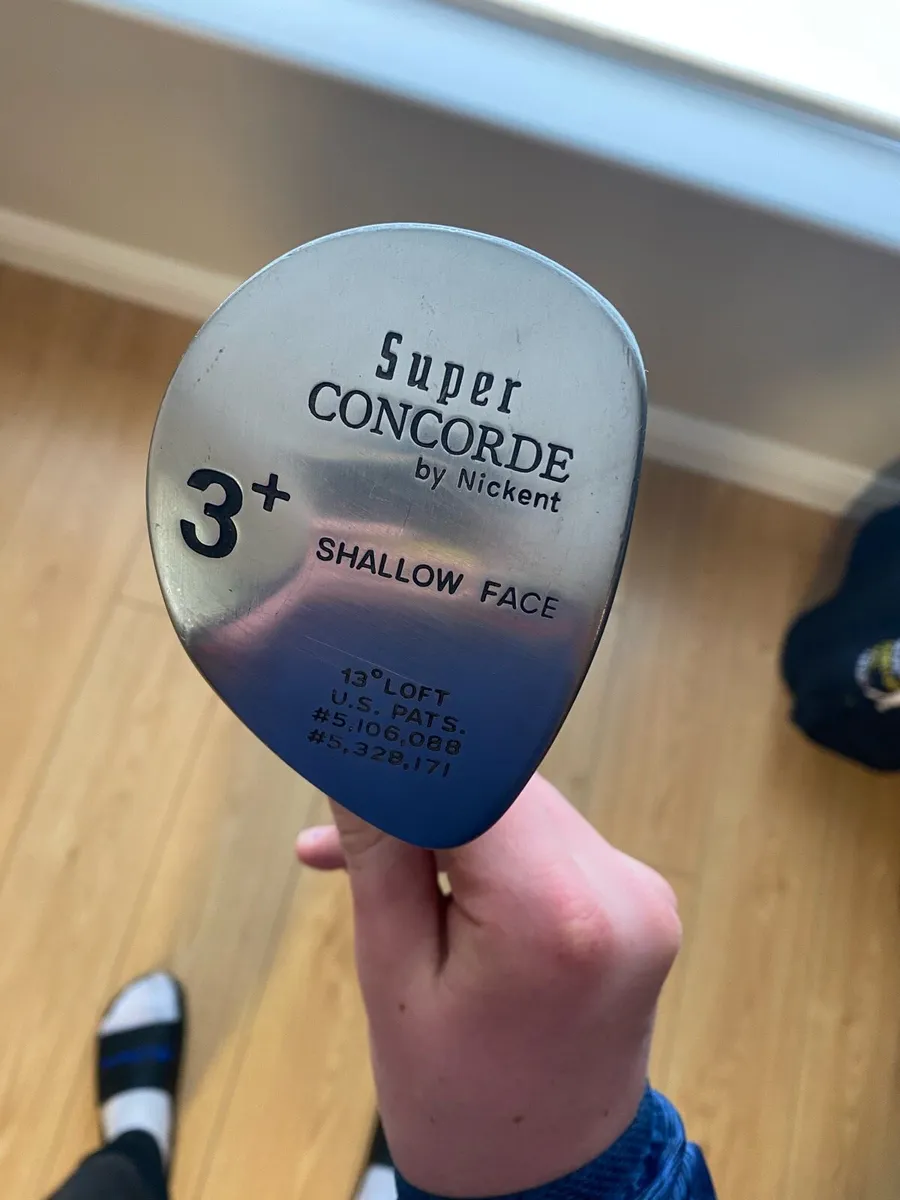 Super
CONCORDE
by Nickent
3+
SHALLOW FACE
13° LOFT
U.S. PATS.
#5,106,088
#5,328,171